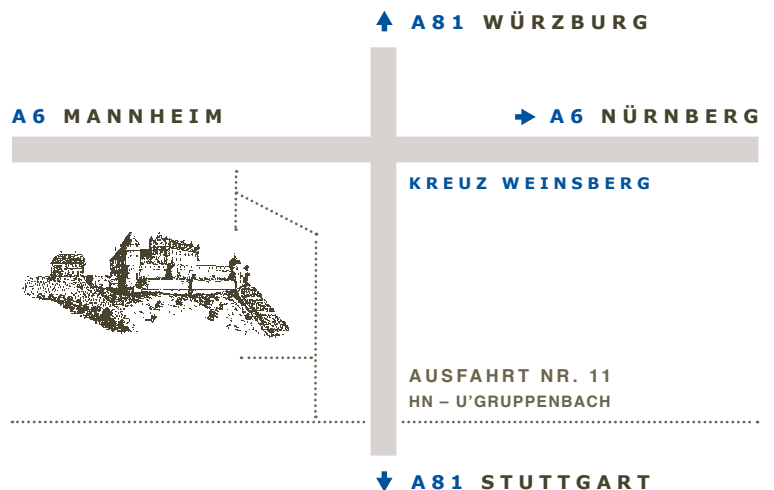 A81 WÜRZBURG
A6 MANNHEIM
A6 NÜRNBERG
KREUZ WEINSBERG
AUSFAHRT NR. 11
HN – U'GRUPPENBACH
A81 STUTTGART